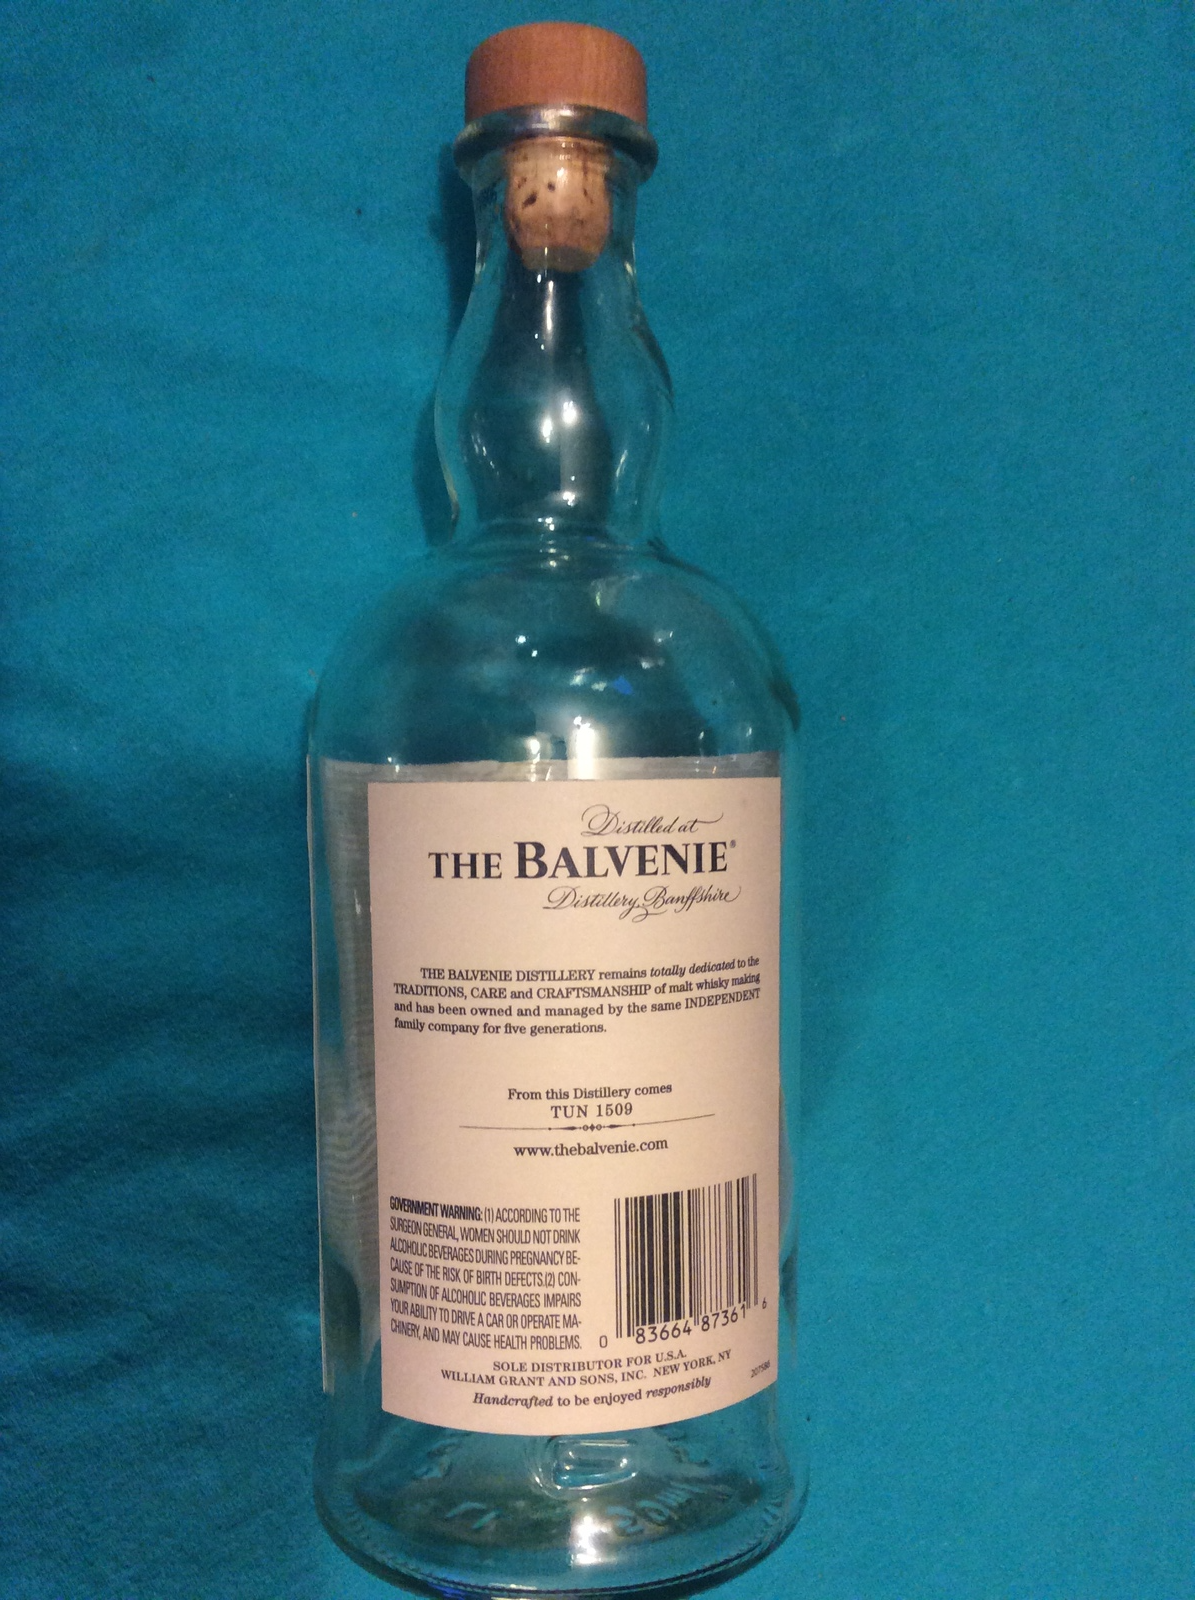 Distilled at
THE BALVENIE®
Distillery, Banffshire
THE BALVENIE DISTILLERY remains totally dedicated to the
TRADITIONS, CARE and CRAFTSMANSHIP of malt whisky making
and has been owned and managed by the same INDEPENDENT
family company for five generations.
From this Distillery comes
TUN 1509
www.thebalvenie.com
GOVERNMENT WARNING: (1) ACCORDING TO THE
SURGEON GENERAL, WOMEN SHOULD NOT DRINK
ALCOHOLIC BEVERAGES DURING PREGNANCY BE-
CAUSE OF THE RISK OF BIRTH DEFECTS.(2) CON-
SUMPTION OF ALCOHOLIC BEVERAGES IMPAIRS
YOUR ABILITY TO DRIVE A CAR OR OPERATE MA-
CHINERY, AND MAY CAUSE HEALTH PROBLEMS.
0 83664 87361 6
SOLE DISTRIBUTOR FOR U.S.A.
WILLIAM GRANT AND SONS, INC. NEW YORK, NY
Handcrafted to be enjoyed responsibly